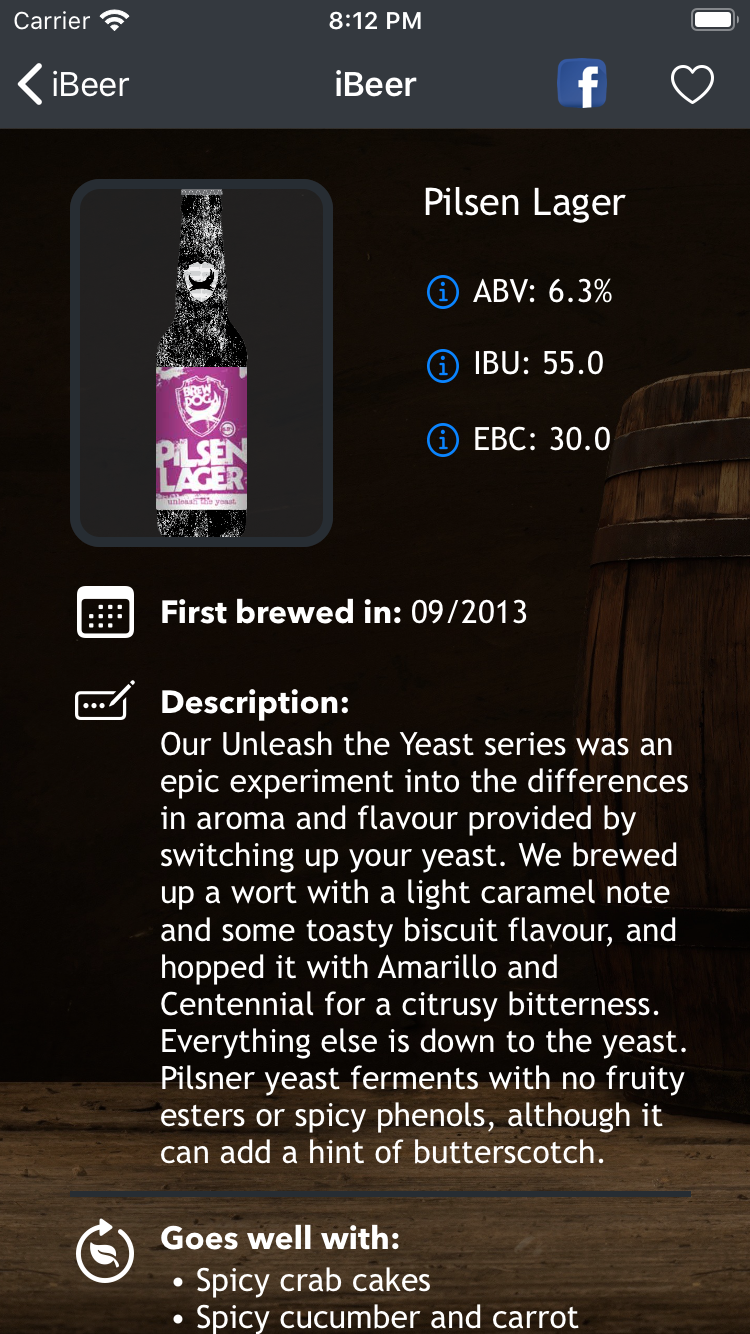 Carrier 8:12 PM
iBeer iBeer f
Pilsen Lager
ABV: 6.3%
IBU: 55.0
EBC: 30.0
BREW
DOG
PILSEN
LAGER
unleash the yeast
First brewed in: 09/2013
Description:
Our Unleash the Yeast series was an
epic experiment into the differences
in aroma and flavour provided by
switching up your yeast. We brewed
up a wort with a light caramel note
and some toasty biscuit flavour, and
hopped it with Amarillo and
Centennial for a citrusy bitterness.
Everything else is down to the yeast.
Pilsner yeast ferments with no fruity
esters or spicy phenols, although it
can add a hint of butterscotch.
Goes well with:
• Spicy crab cakes
• Spicy cucumber and carrot